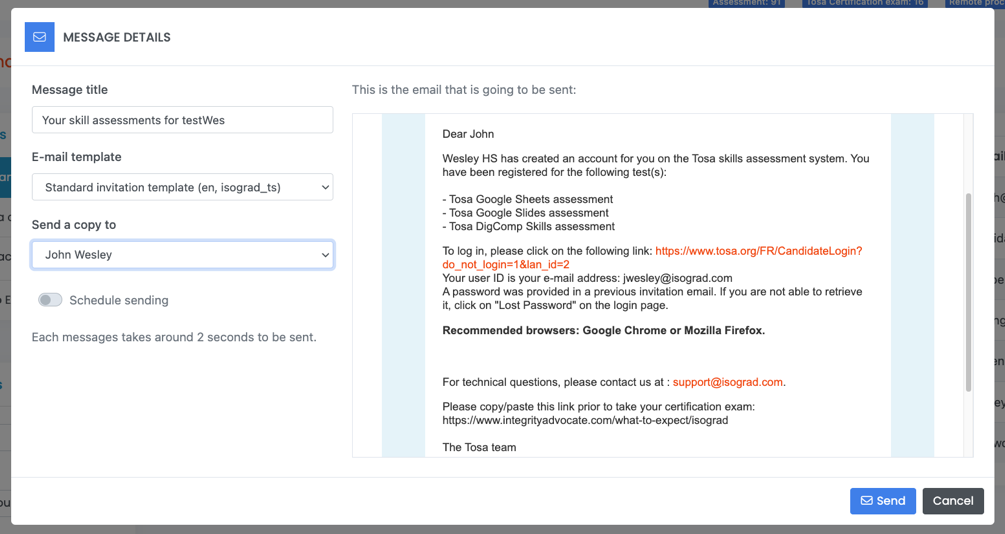 Assessment: 91
Tosa Certification exam: 16
MESSAGE DETAILS
Message title
Your skill assessments for testWes
E-mail template
Standard invitation template (en, isograd_ts)
Send a copy to
John Wesley
Schedule sending
Each messages takes around 2 seconds to be sent.
This is the email that is going to be sent:
Dear John
Wesley HS has created an account for you on the Tosa skills assessment system. You
have been registered for the following test(s):
- Tosa Google Sheets assessment
- Tosa Google Slides assessment
- Tosa DigComp Skills assessment
To log in, please click on the following link: https://www.tosa.org/FR/CandidateLogin?
do_not_login=1&lan_id=2
Your user ID is your e-mail address: jwesley@isograd.com
A password was provided in a previous invitation email. If you are not able to retrieve
it, click on "Lost Password" on the login page.
Recommended browsers: Google Chrome or Mozilla Firefox.
For technical questions, please contact us at : support@isograd.com.
Please copy/paste this link prior to take your certification exam:
https://www.integrityadvocate.com/what-to-expect/isograd
The Tosa team
Send
Cancel